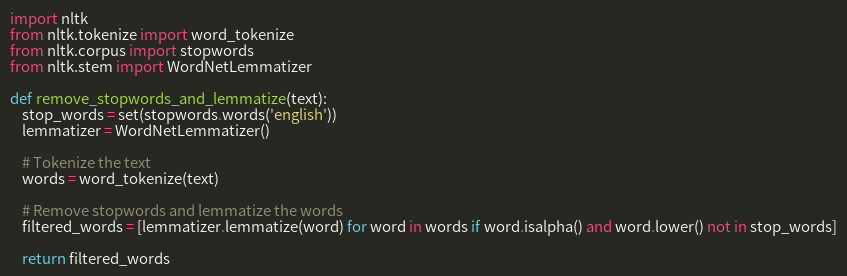 import nltk
from nltk.tokenize import word_tokenize
from nltk.corpus import stopwords
from nltk.stem import WordNetLemmatizer

def remove_stopwords_and_lemmatize(text):
    stop_words = set(stopwords.words('english'))
    lemmatizer = WordNetLemmatizer()

    # Tokenize the text
    words = word_tokenize(text)

    # Remove stopwords and lemmatize the words
    filtered_words = [lemmatizer.lemmatize(word) for word in words if word.isalpha() and word.lower() not in stop_words]

    return filtered_words